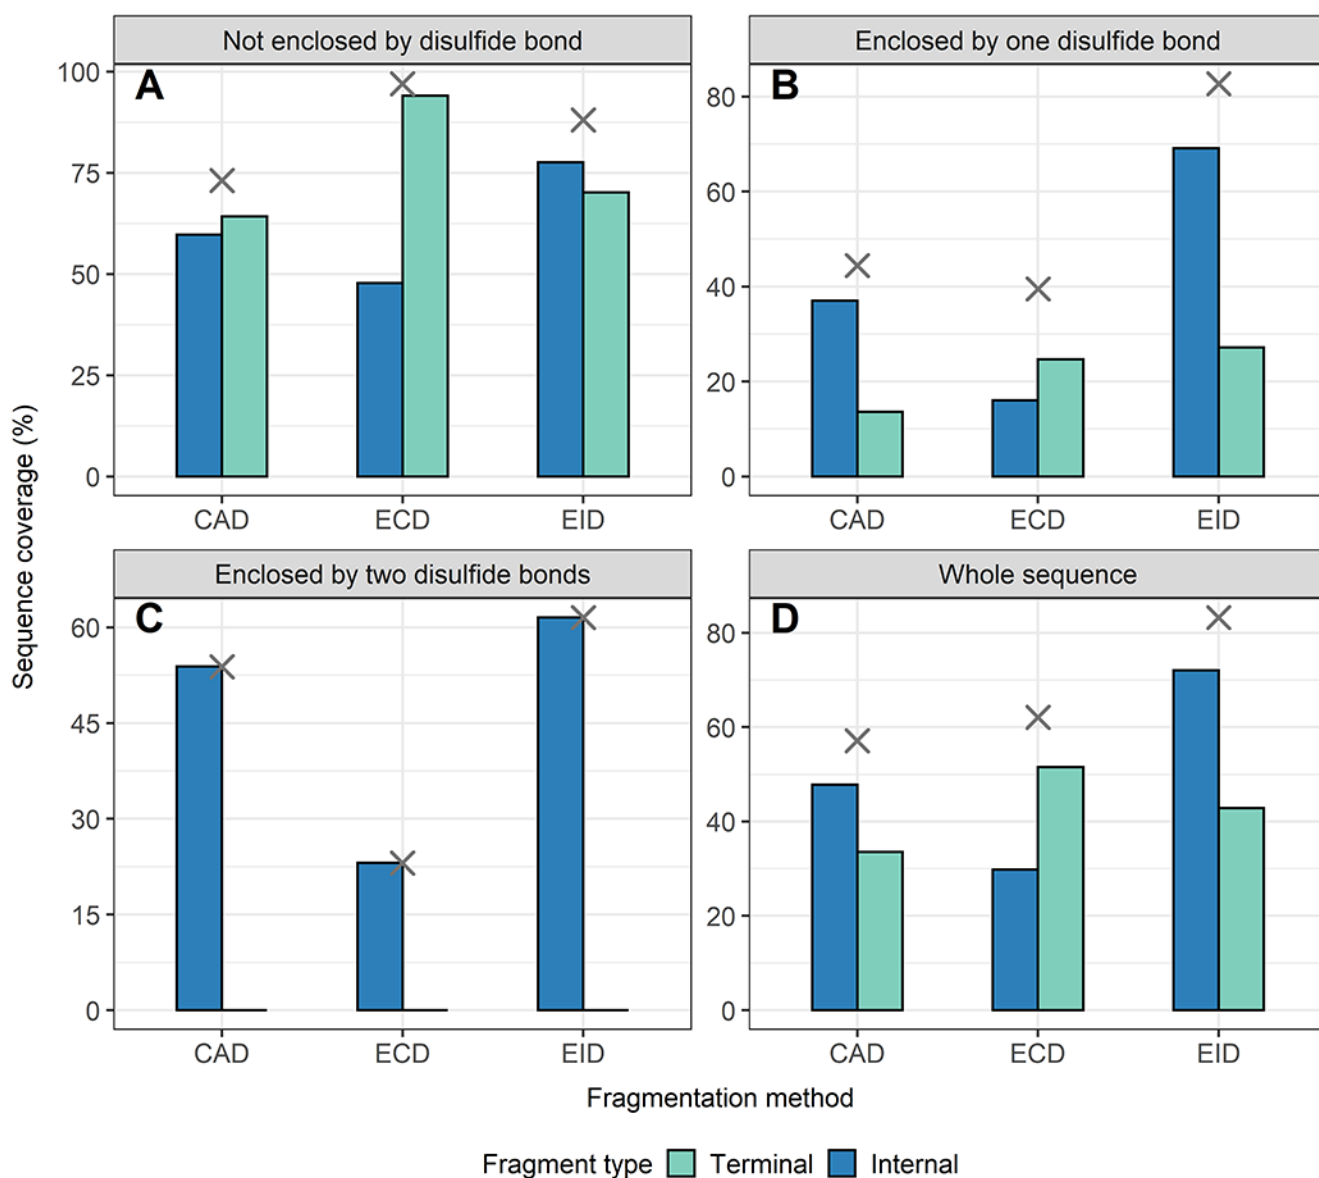 Not enclosed by disulfide bond
Enclosed by one disulfide bond
A
B
100
75
50
25
0
80
60
40
20
0
CAD ECD EID
CAD ECD EID
Sequence coverage (%)
Enclosed by two disulfide bonds
Whole sequence
C
D
60
45
30
15
0
80
60
40
20
0
CAD ECD EID
CAD ECD EID
Fragmentation method
Fragment type Terminal Internal